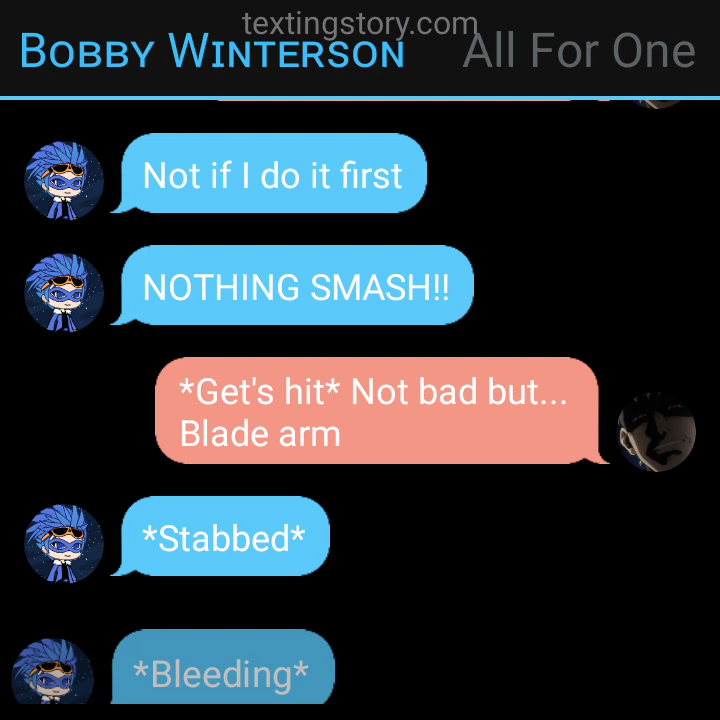 textingstory.com
Bobby Winterson All For One
Not if I do it first
NOTHING SMASH!!
*Get's hit* Not bad but...
Blade arm
*Stabbed*
*Bleeding*